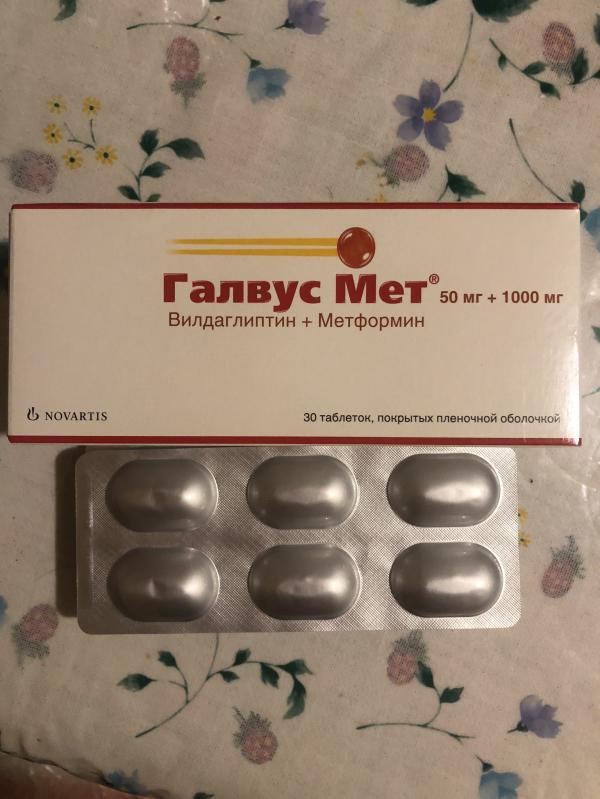 Галвус Мет® 50 мг + 1000 мг
Вилдаглиптин + Метформин
NOVARTIS
30 таблеток, покрытых пленочной оболочкой